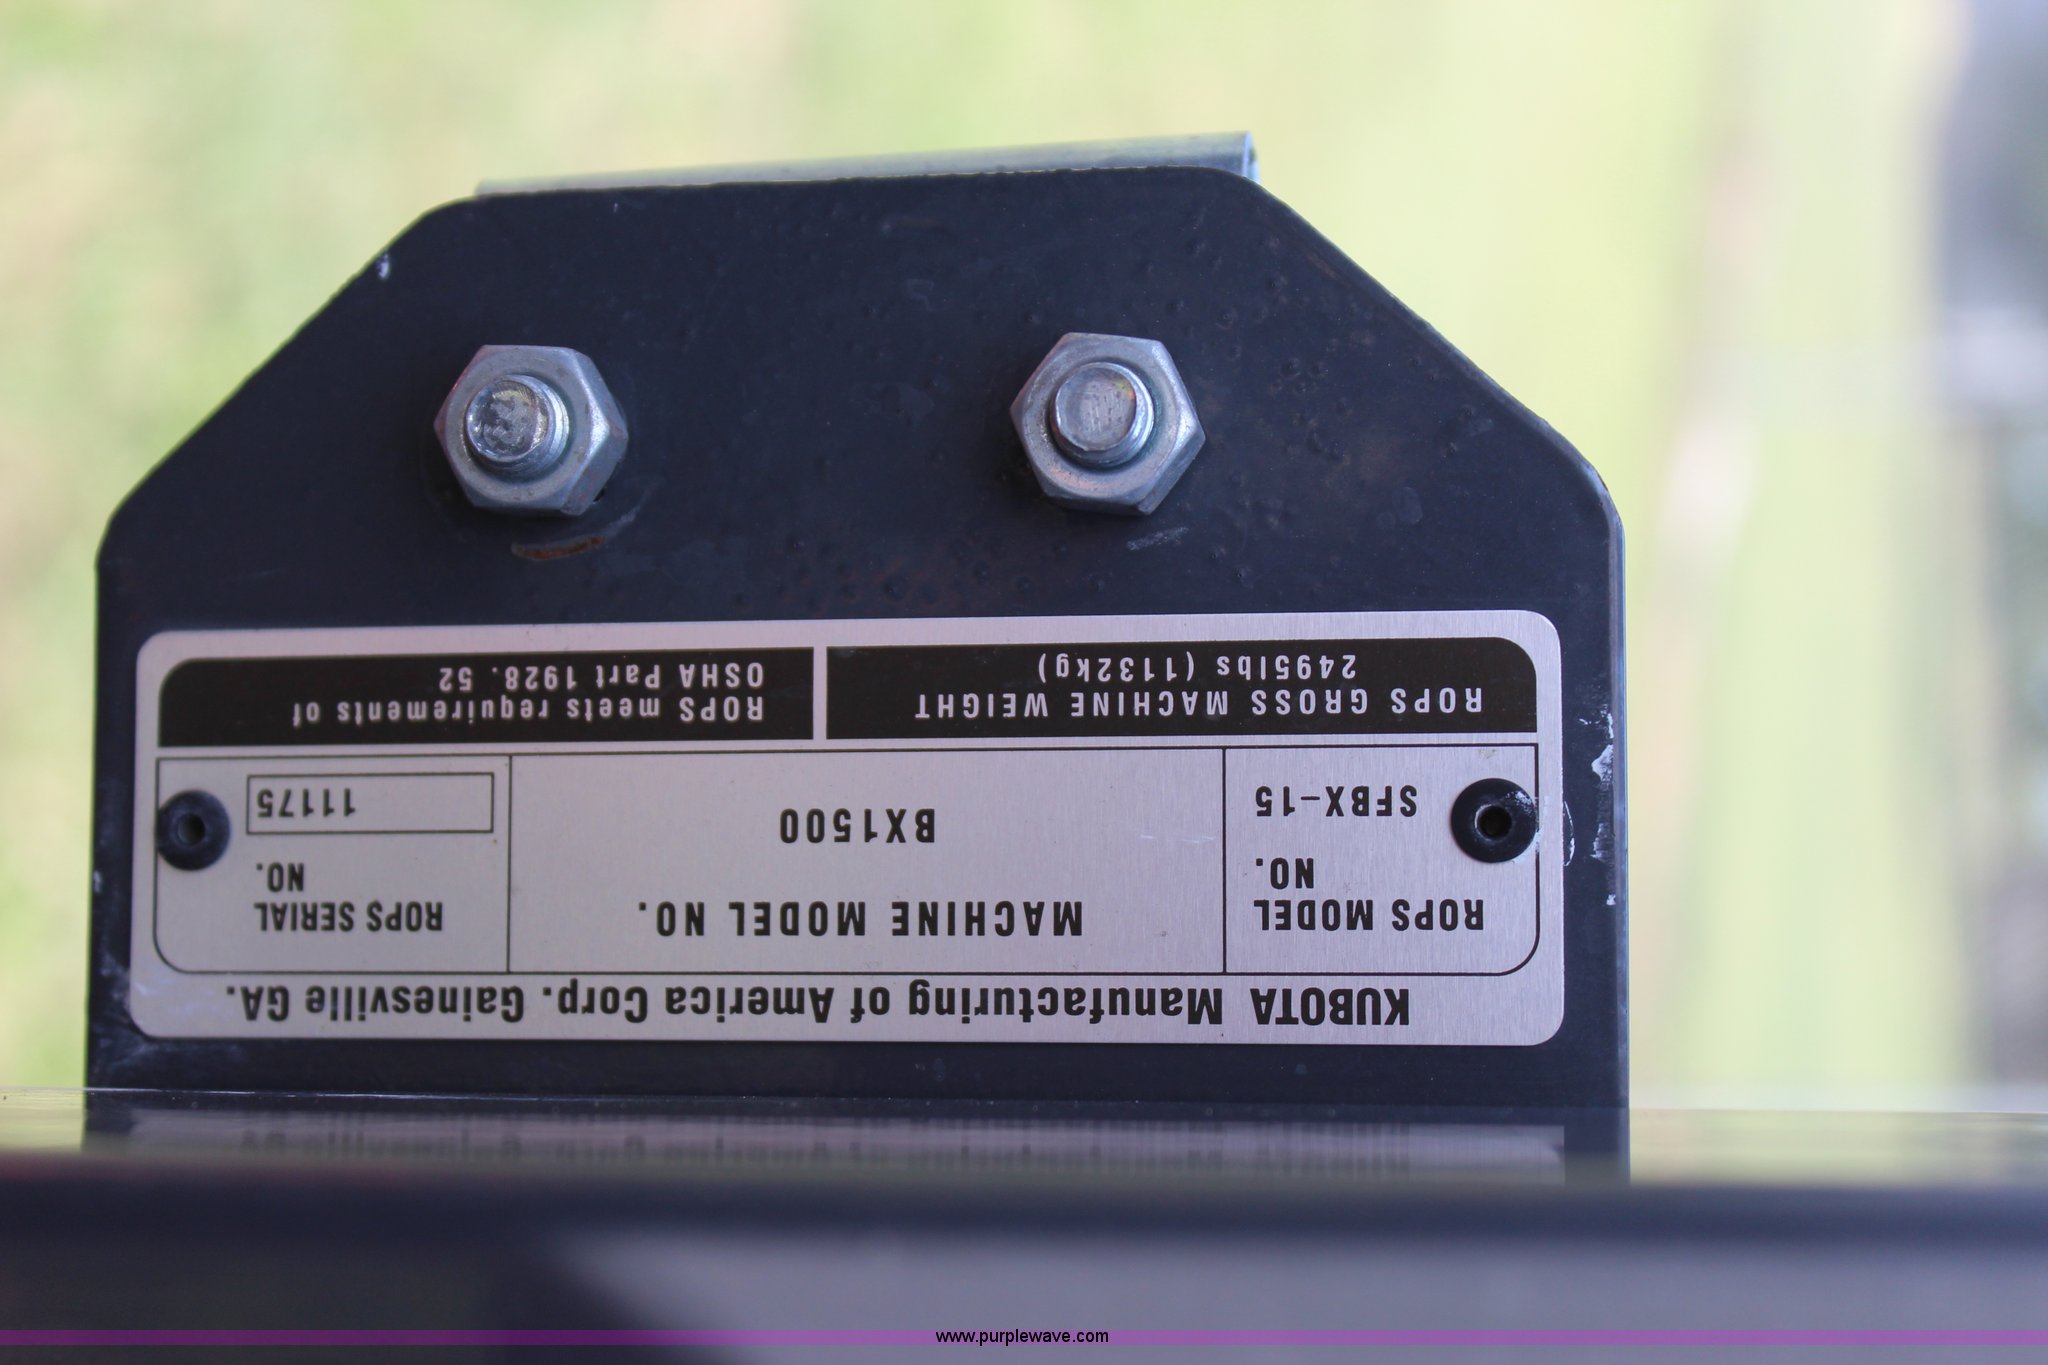 KUBOTA Manufacturing of America Corp. Gainesville GA.
ROPS MODEL
NO.
SFBX-15
MACHINE MODEL NO.
BX1500
ROPS SERIAL
NO.
11175
ROPS GROSS MACHINE WEIGHT
2495lbs (1132kg)
ROPS meets requirements of
OSHA Part 1928. 52
www.purplewave.com